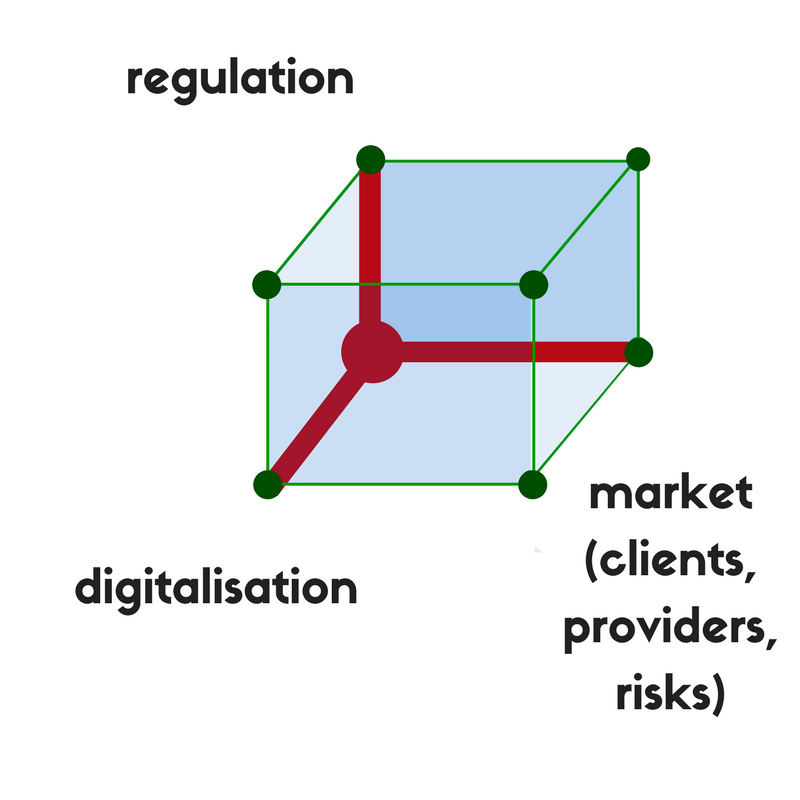 regulation
digitalisation
market
(clients,
providers,
risks)